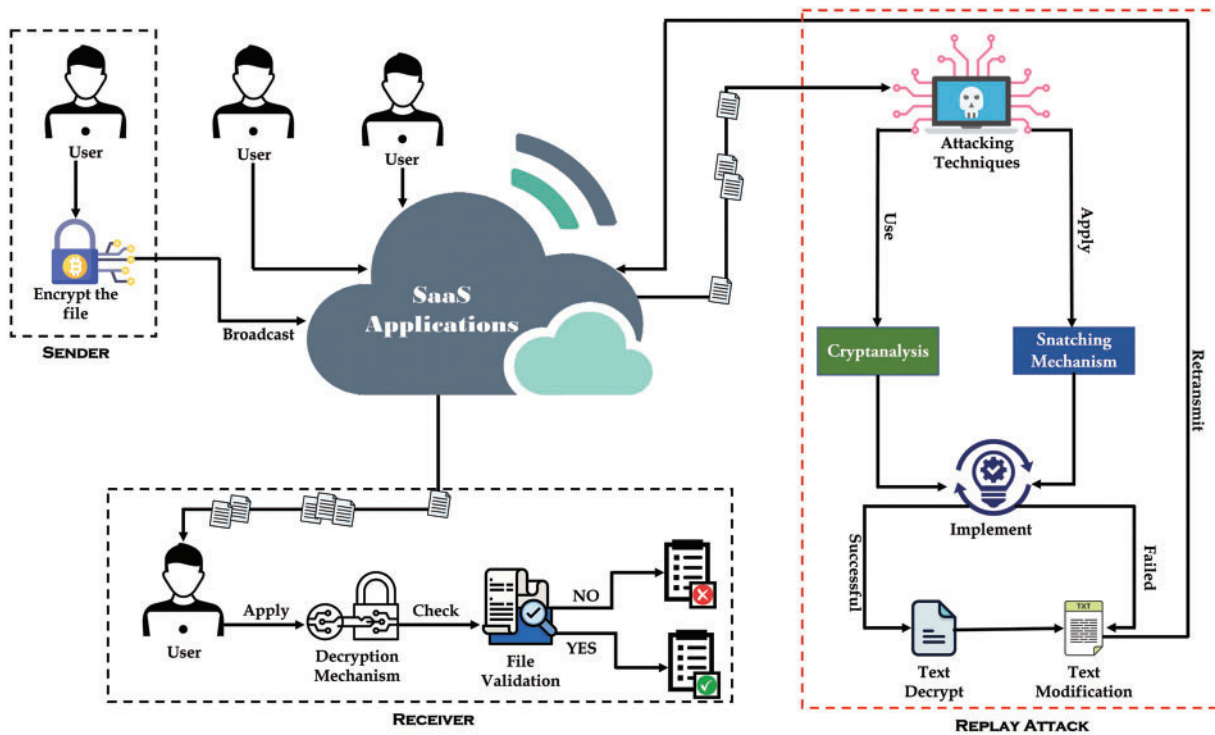 User
User
User
Encrypt the
file
SENDER
Broadcast
SaaS
Applications
Attacking
Techniques
Use
Apply
Cryptanalysis
Snatching
Mechanism
Retransmit
Implement
Successful
Failed
Text
Decrypt
TXT
Text
Modification
REPLAY ATTACK
User
Apply
Decryption
Mechanism
Check
File
Validation
NO
YES
RECEIVER